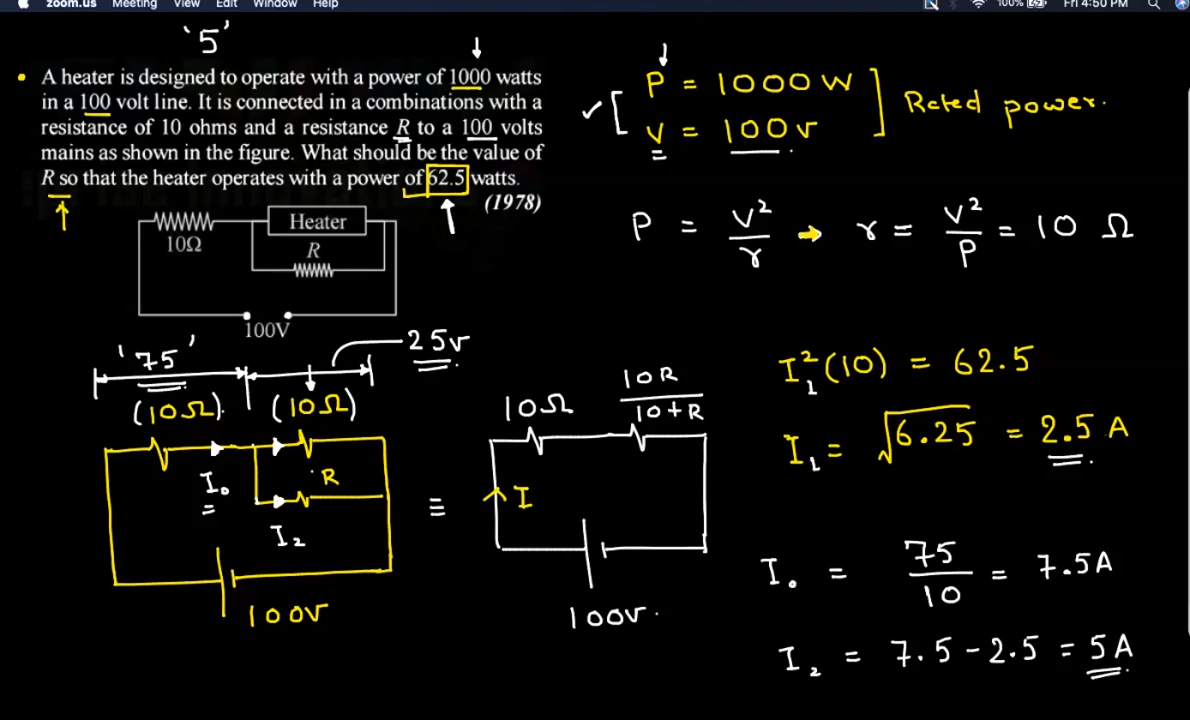 zoom.us Meeting View Edit Window Help 100% Fri 4:50 PM
'5'
• A heater is designed to operate with a power of 1000 watts
in a 100 volt line. It is connected in a combinations with a
resistance of 10 ohms and a resistance R to a 100 volts
mains as shown in the figure. What should be the value of
R so that the heater operates with a power of 62.5 watts.
(1978)
Heater
10Ω
R
100V
P = 1000W
V = 100V
Rated power.
P = V²/r → r = V²/P = 10 Ω
'75'
25V
(10Ω). (10Ω)
I₀
R
I₂
100V
≡
10Ω
10R/10+R
I
100V.
I₁²(10) = 62.5
I₁ = √6.25 = 2.5 A
I₀ = 75/10 = 7.5A
I₂ = 7.5 - 2.5 = 5A